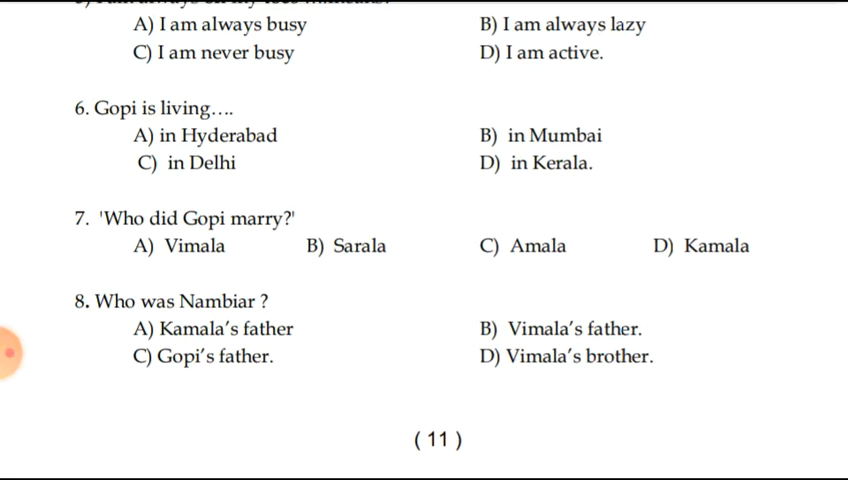 A) I am always busy B) I am always lazy
C) I am never busy D) I am active.
6. Gopi is living….
A) in Hyderabad B) in Mumbai
C) in Delhi D) in Kerala.
7. 'Who did Gopi marry?'
A) Vimala B) Sarala C) Amala D) Kamala
8. Who was Nambiar ?
A) Kamala's father B) Vimala's father.
C) Gopi's father. D) Vimala's brother.
( 11 )